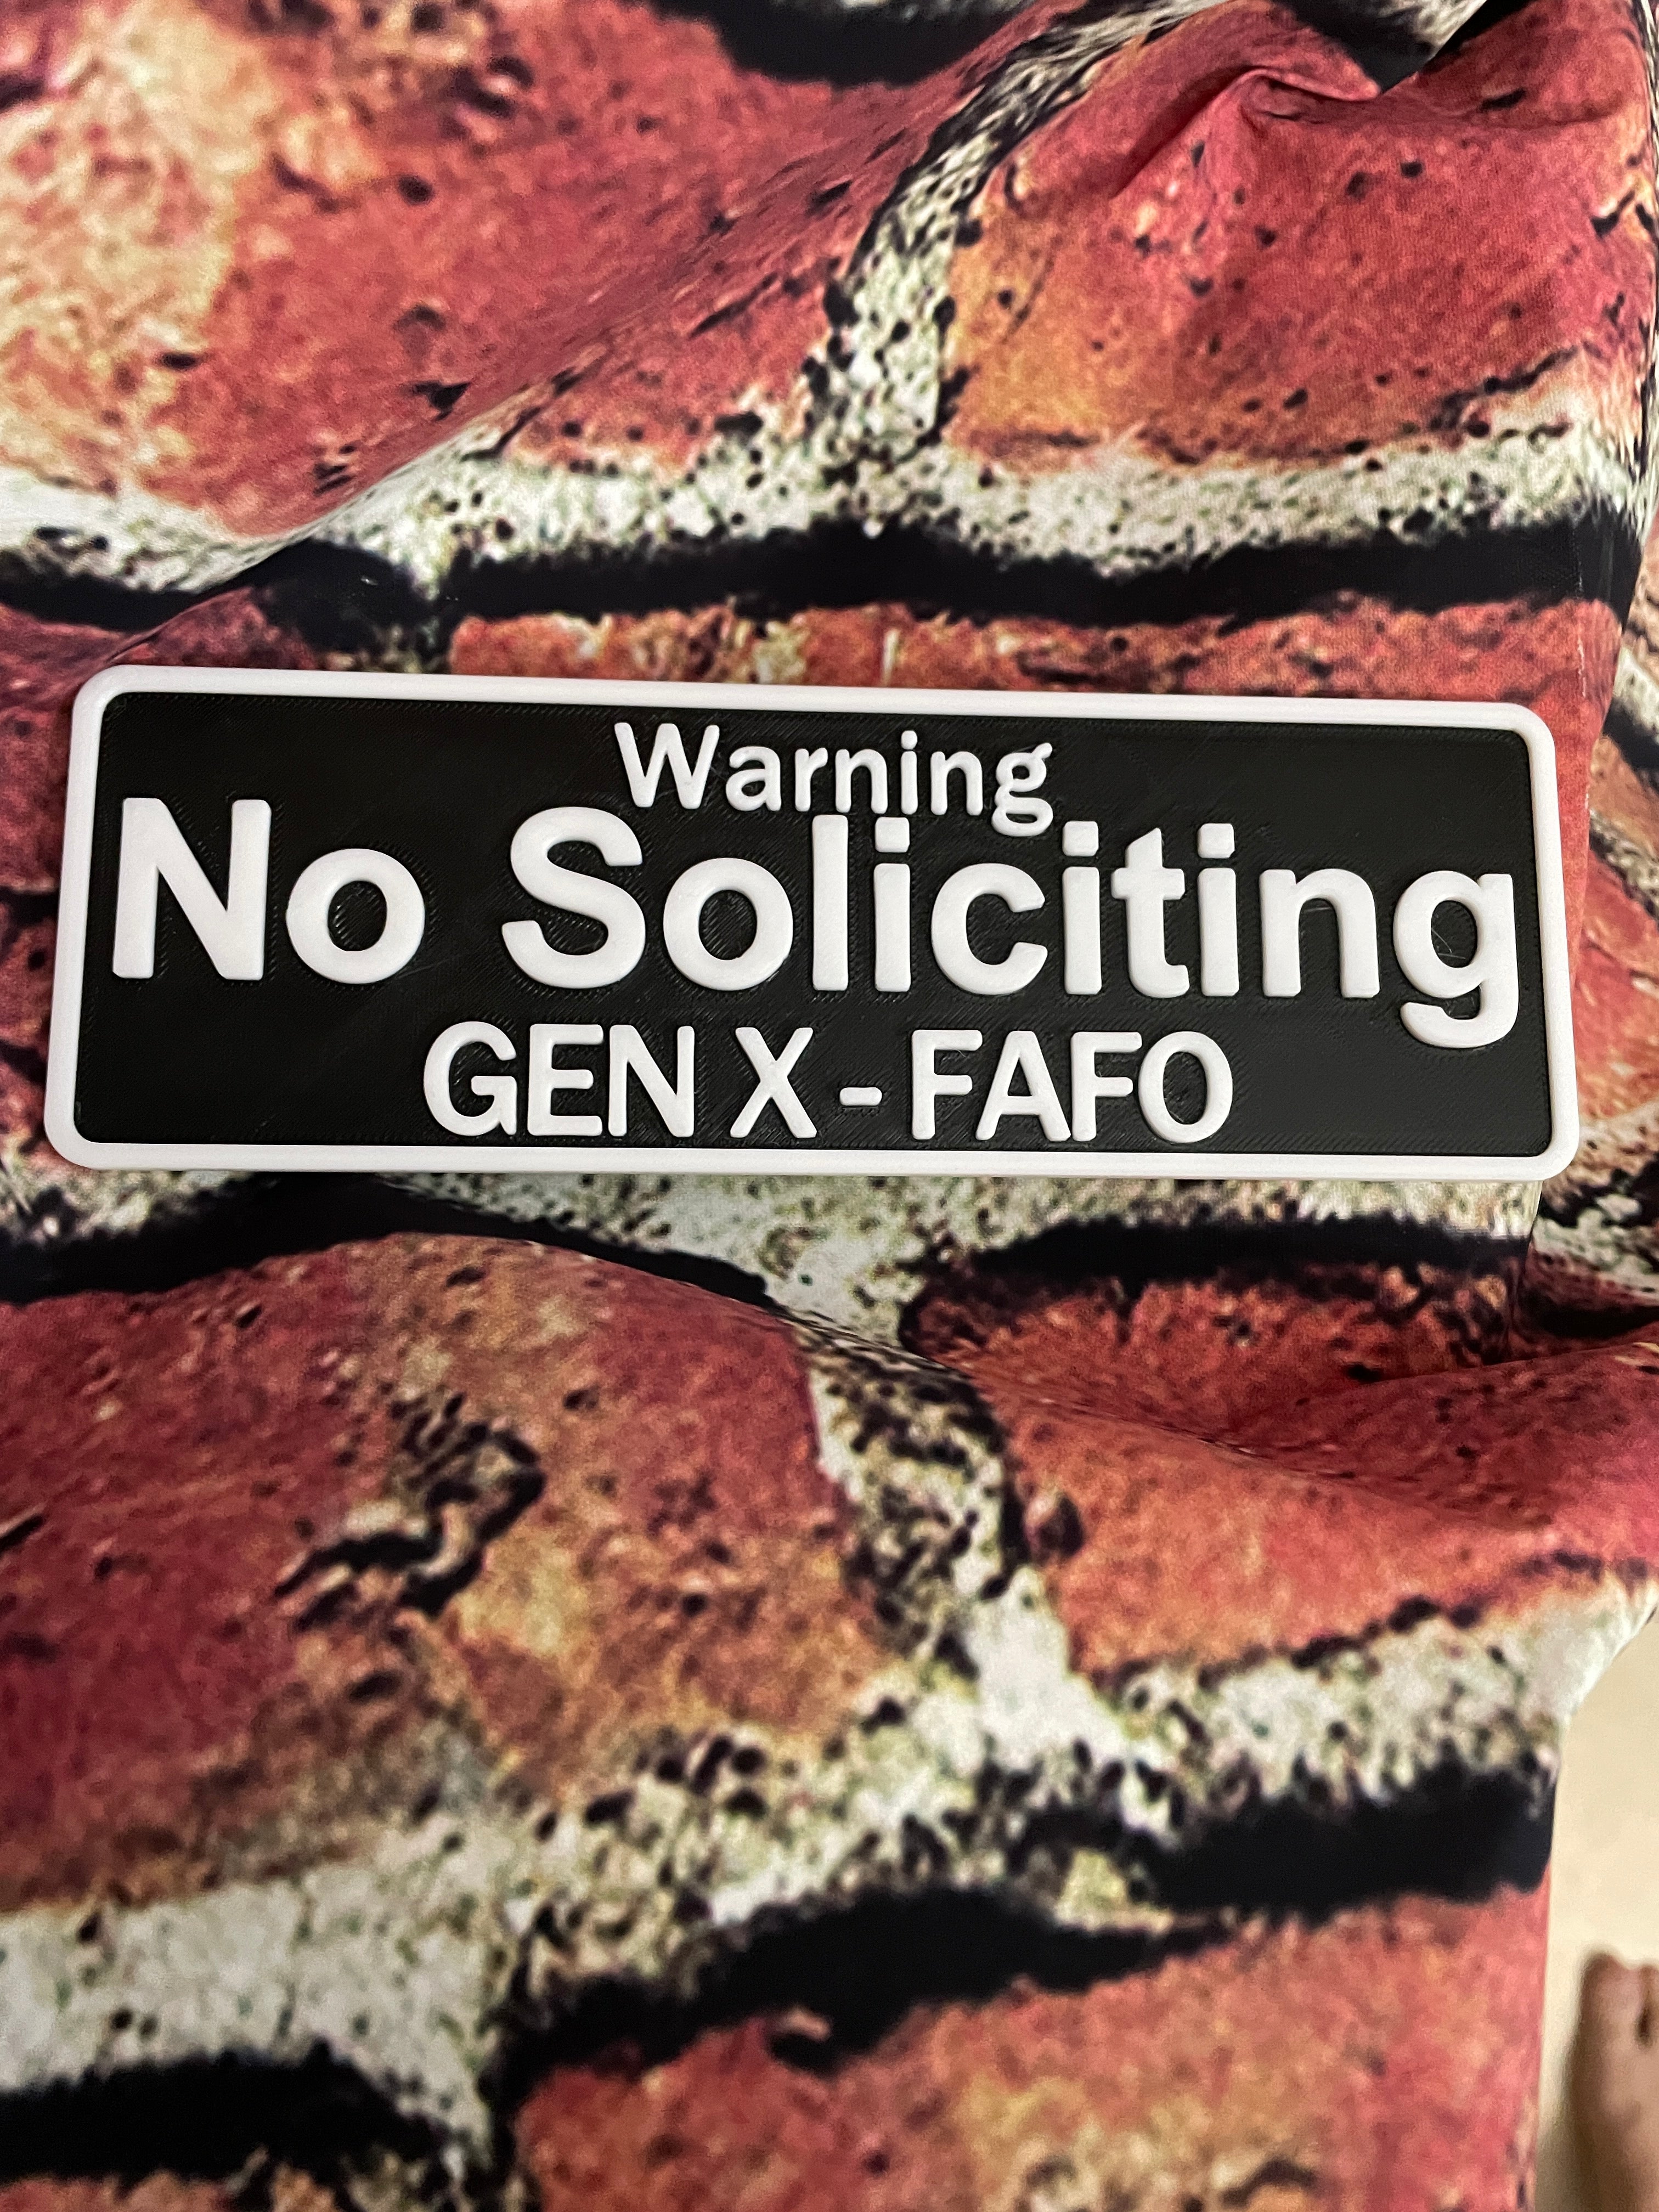 Warning
No Soliciting
GEN X - FAFO